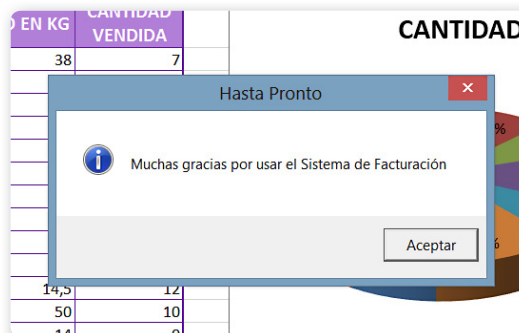 EN KG
CANTIDAD
VENDIDA
CANTIDAD
38
7
Hasta Pronto
%
Muchas gracias por usar el Sistema de Facturación
Aceptar
%
14,5
12
50
10